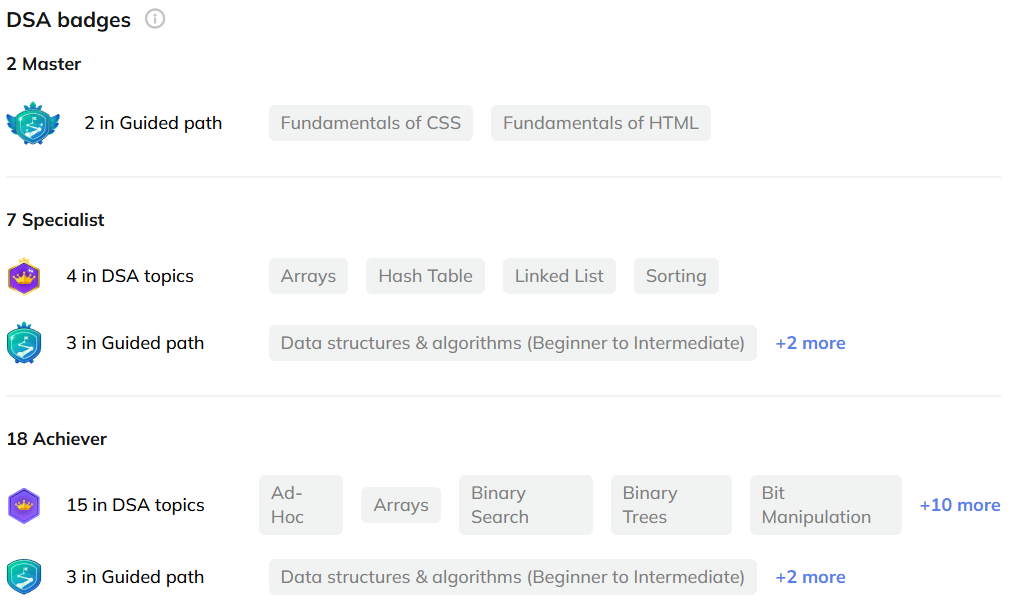 DSA badges
2 Master
2 in Guided path Fundamentals of CSS Fundamentals of HTML
7 Specialist
4 in DSA topics Arrays Hash Table Linked List Sorting
3 in Guided path Data structures & algorithms (Beginner to Intermediate) +2 more
18 Achiever
15 in DSA topics Ad-Hoc Arrays Binary Search Binary Trees Bit Manipulation +10 more
3 in Guided path Data structures & algorithms (Beginner to Intermediate) +2 more